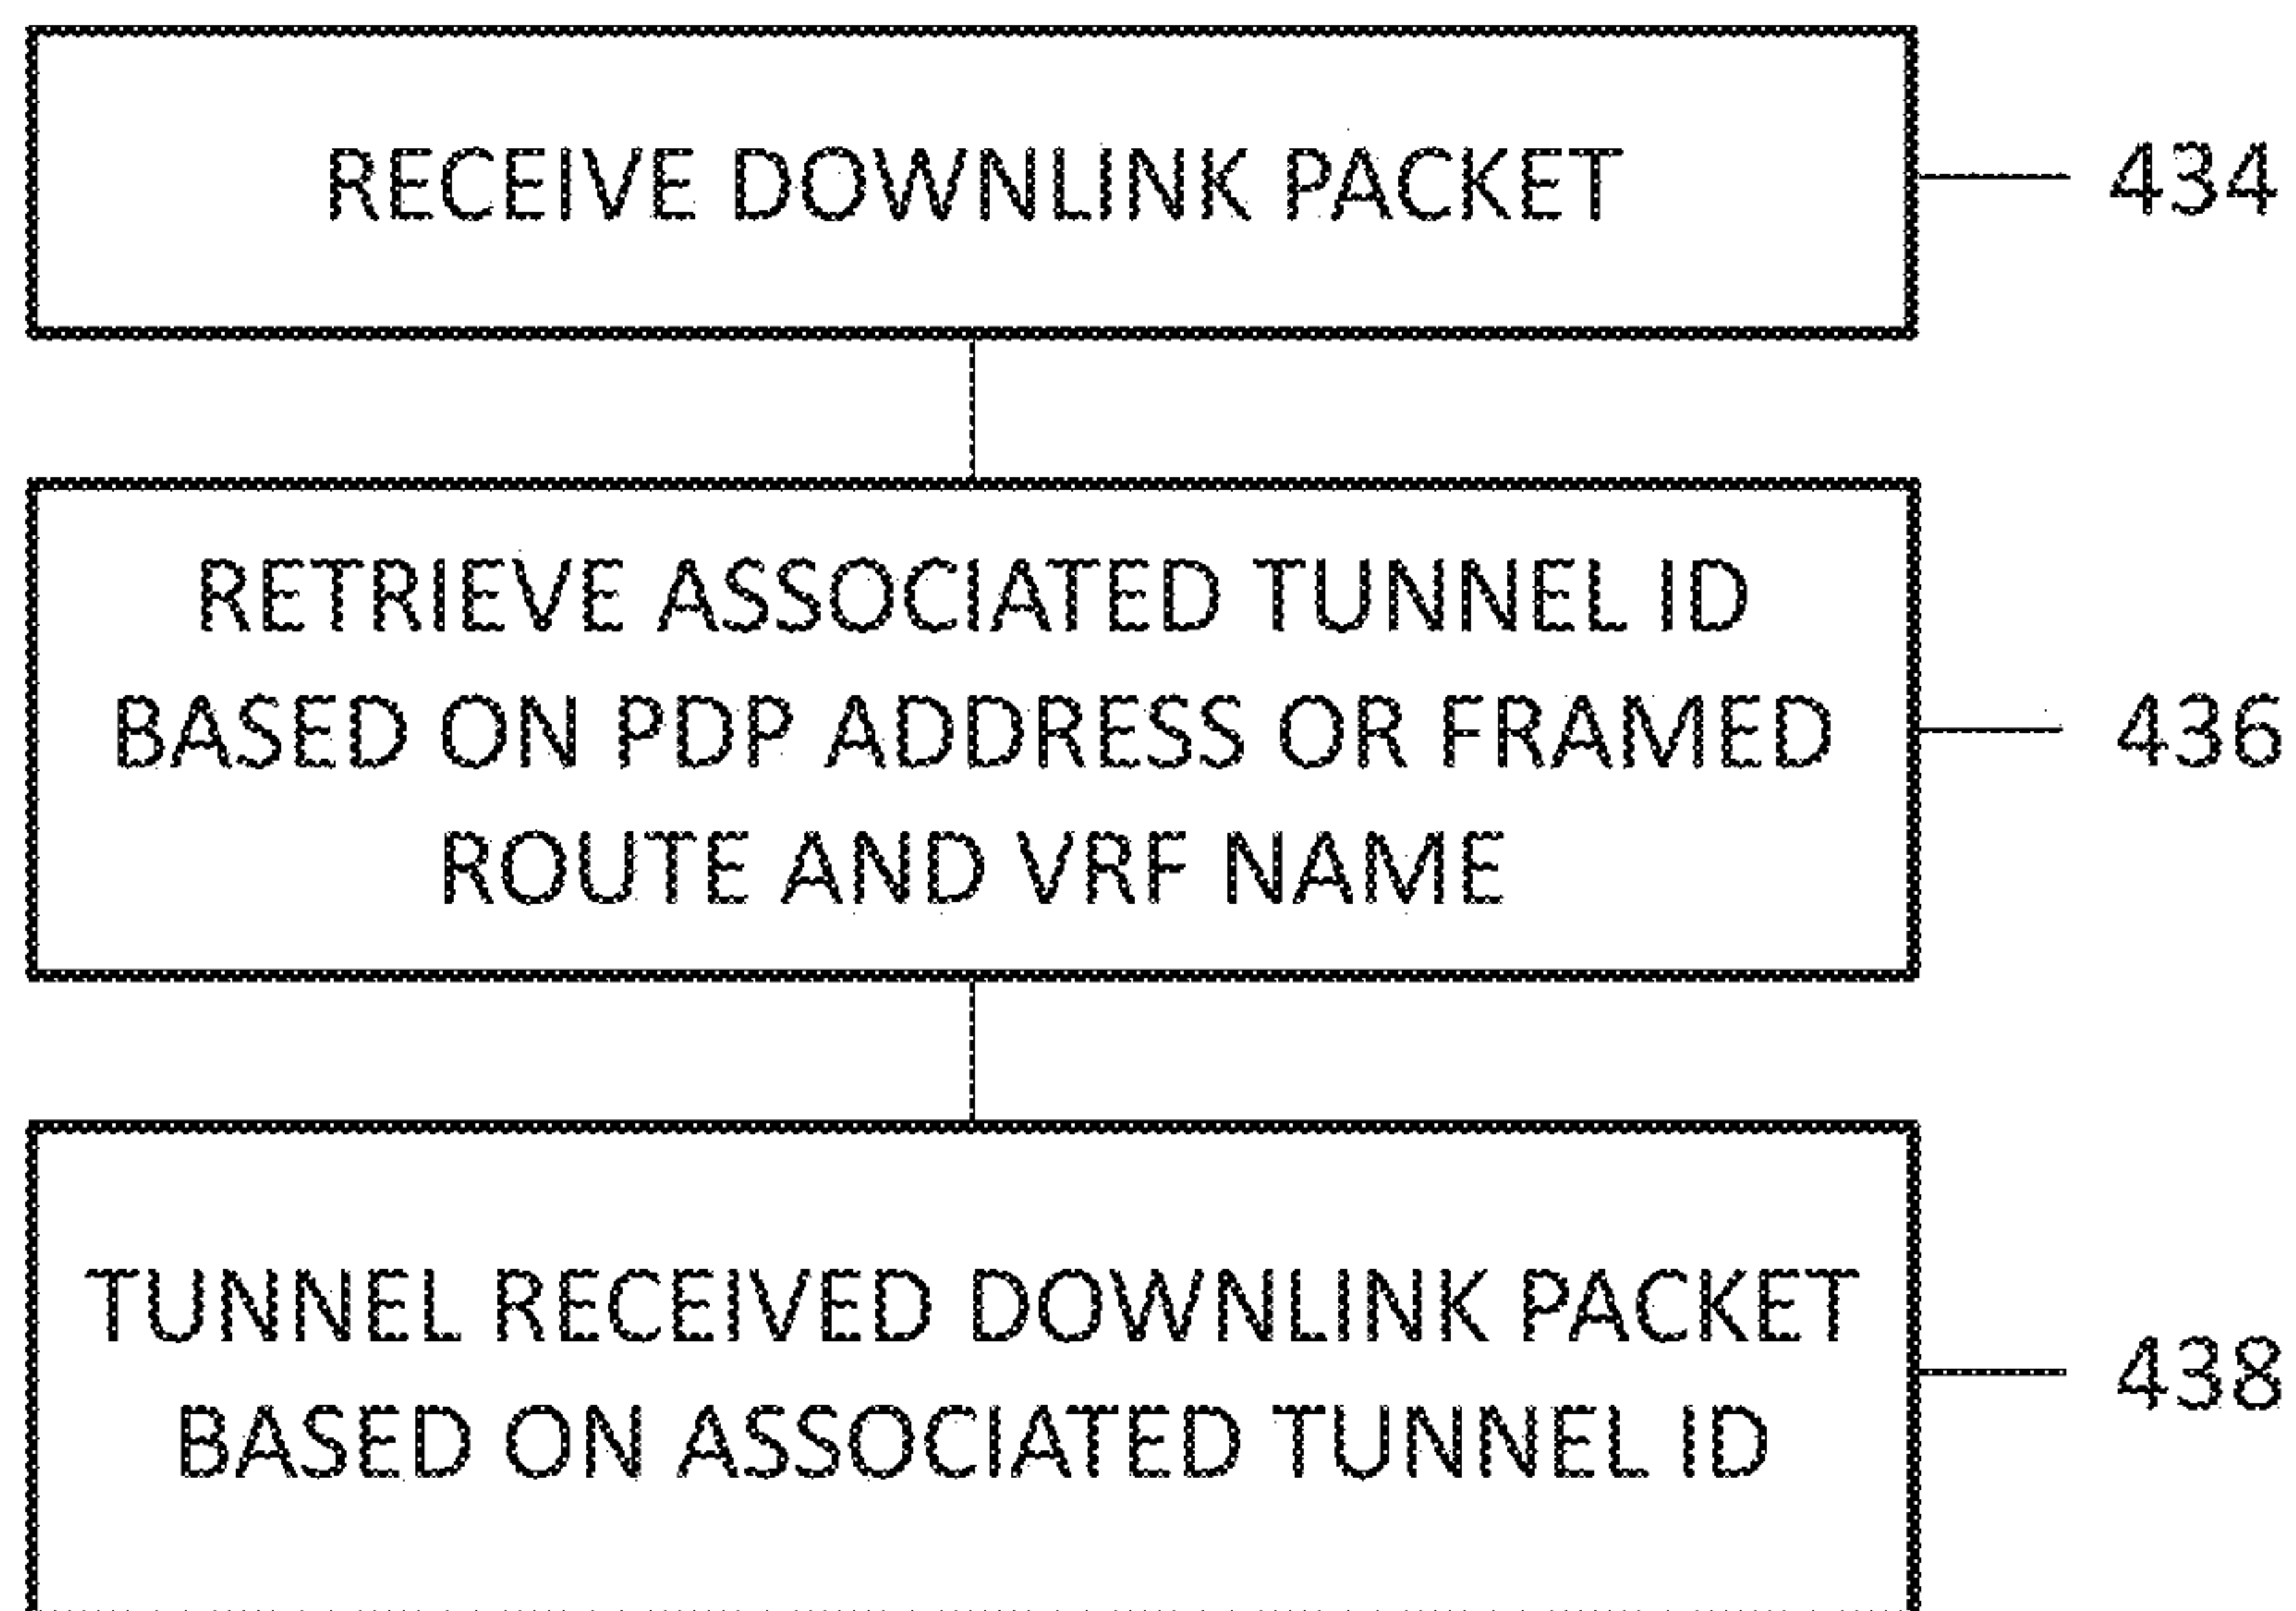 RECEIVE DOWNLINK PACKET
434
RETRIEVE ASSOCIATED TUNNEL ID
BASED ON PDP ADDRESS OR FRAMED
ROUTE AND VRF NAME
436
TUNNEL RECEIVED DOWNLINK PACKET
BASED ON ASSOCIATED TUNNEL ID
438